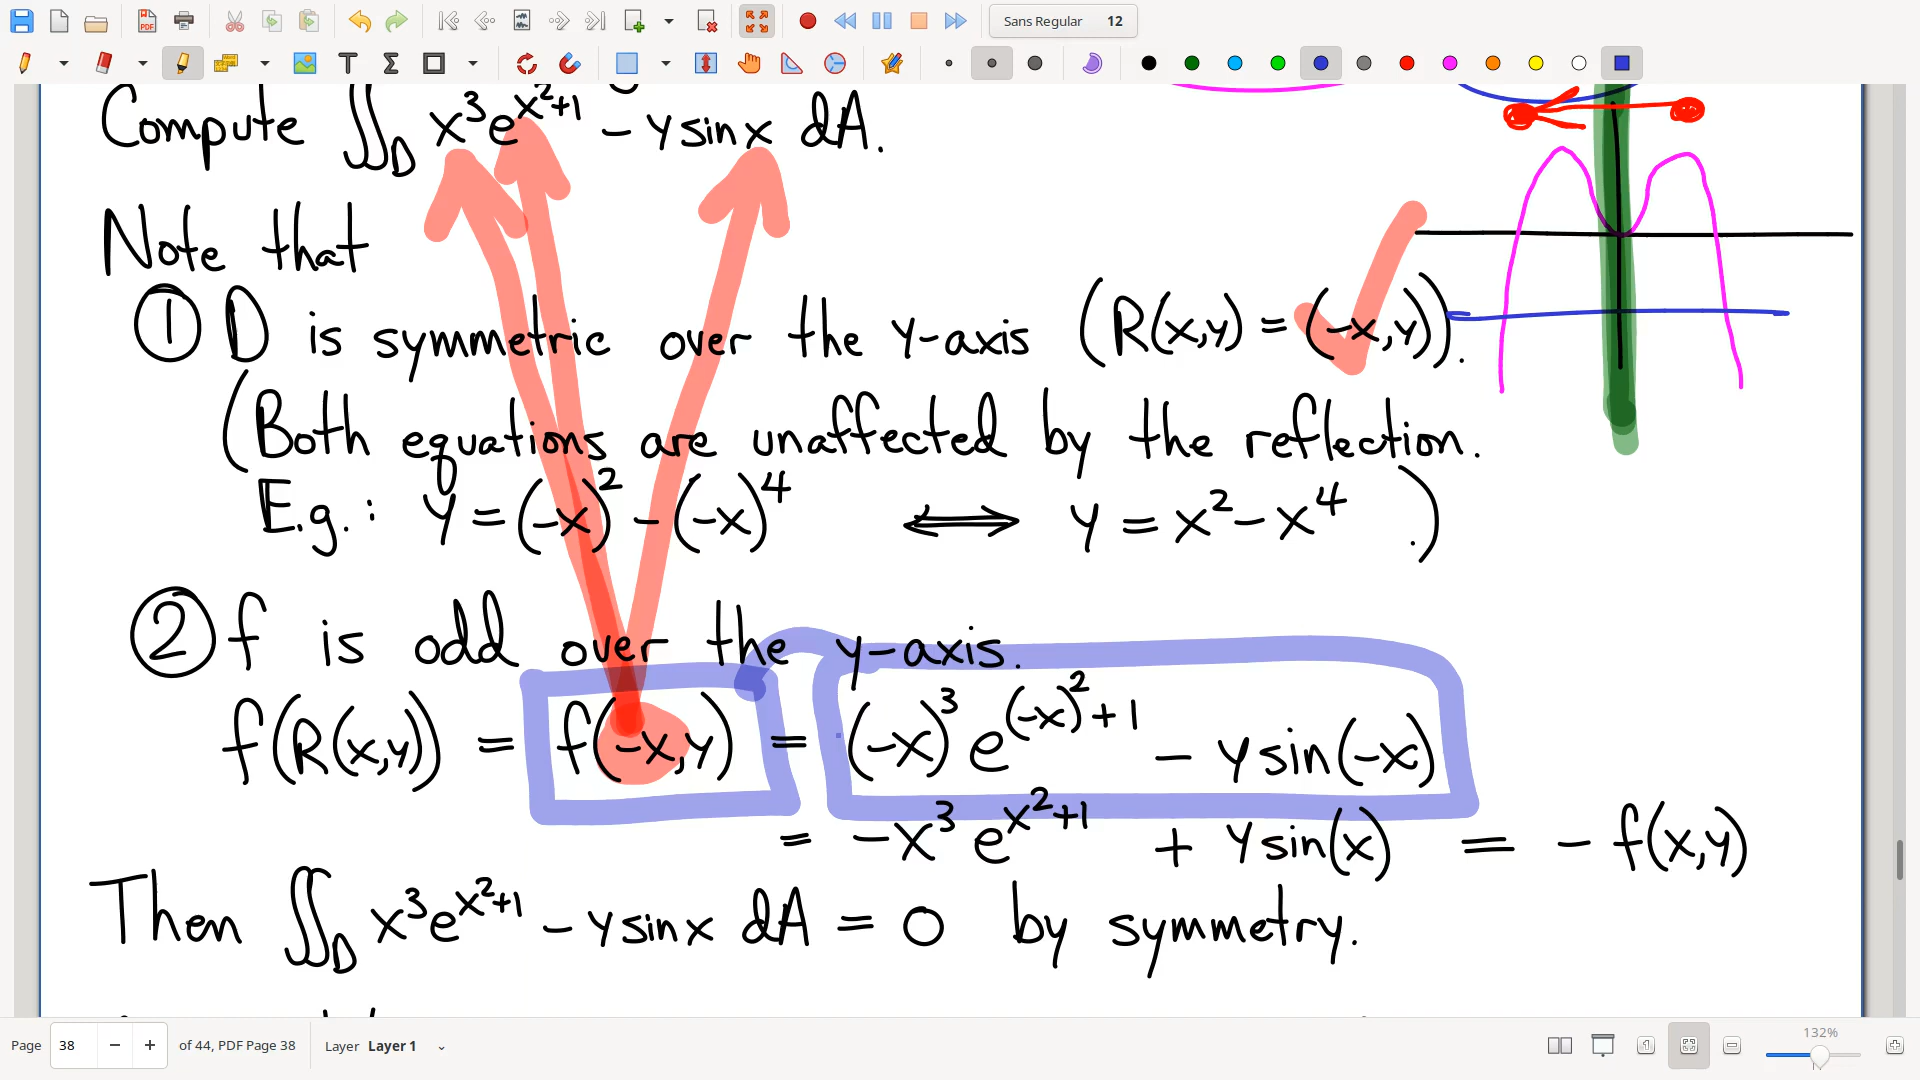 Sans Regular 12
Compute ∬_D x³e^(x²+1) − y sin x dA.
Note that
① D is symmetric over the y-axis (R(x,y) = (−x,y)).
(Both equations are unaffected by the reflection.
E.g.: y = (−x)² − (−x)⁴ ⟺ y = x² − x⁴ .)
② f is odd over the y-axis.
f(R(x,y)) = f(−x,y) = (−x)³ e^((−x)²+1) − y sin(−x)
= −x³ e^(x²+1) + y sin(x) = − f(x,y)
Then ∬_D x³e^(x²+1) − y sin x dA = 0 by symmetry.
Page 38 − + of 44, PDF Page 38 Layer Layer 1 132%